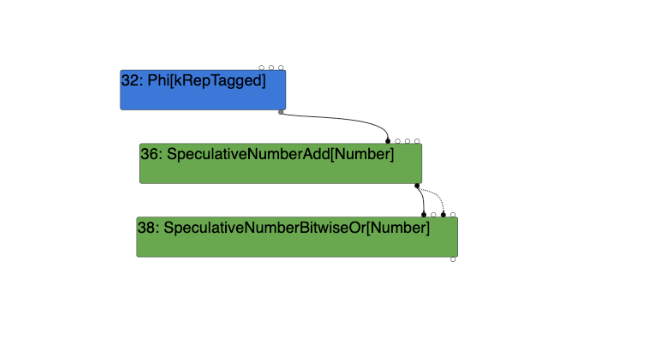 32: Phi[kRepTagged]
36: SpeculativeNumberAdd[Number]
38: SpeculativeNumberBitwiseOr[Number]